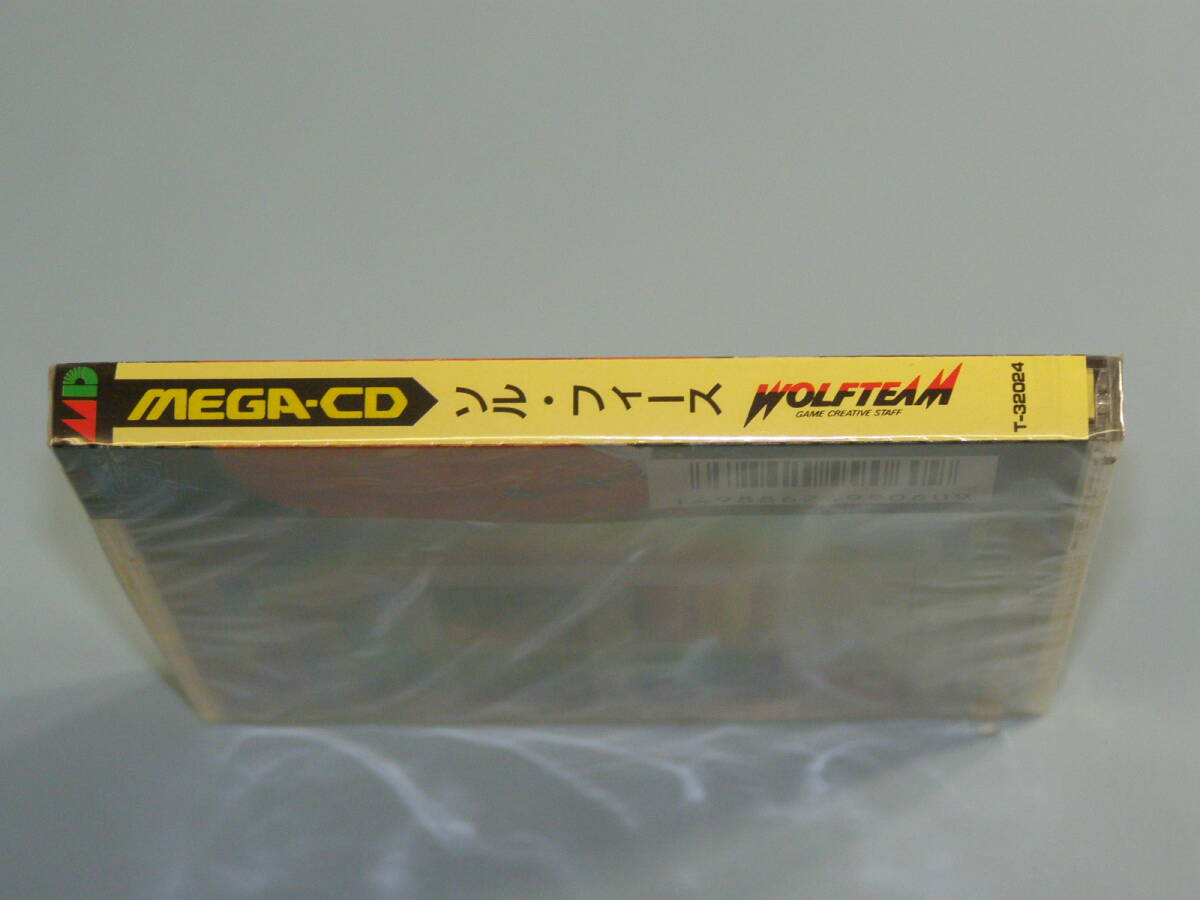 MD
MEGA-CD
ソル・フィース
WOLFTEAM
GAME CREATIVE STAFF
T-32024